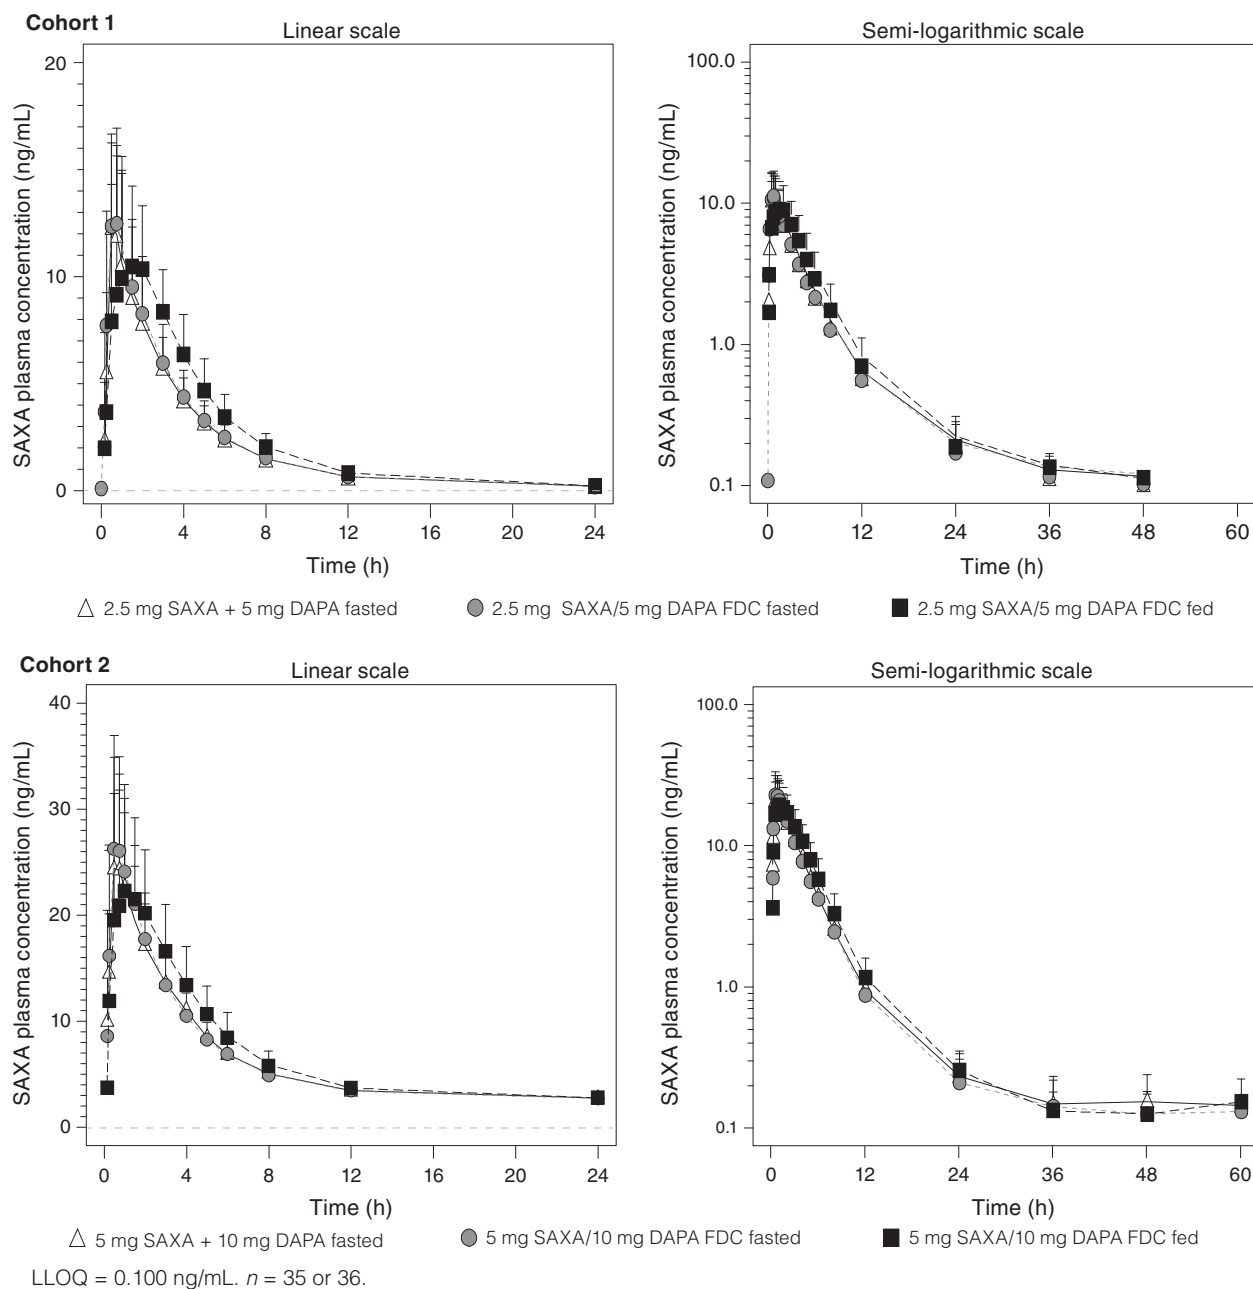 Cohort 1
Linear scale
Semi-logarithmic scale
SAXA plasma concentration (ng/mL)
20
10
0
0 4 8 12 16 20 24
Time (h)
SAXA plasma concentration (ng/mL)
100.0
10.0
1.0
0.1
0 12 24 36 48 60
Time (h)
2.5 mg SAXA + 5 mg DAPA fasted
2.5 mg SAXA/5 mg DAPA FDC fasted
2.5 mg SAXA/5 mg DAPA FDC fed
Cohort 2
Linear scale
Semi-logarithmic scale
SAXA plasma concentration (ng/mL)
40
30
20
10
0
0 4 8 12 16 20 24
Time (h)
SAXA plasma concentration (ng/mL)
100.0
10.0
1.0
0.1
0 12 24 36 48 60
Time (h)
5 mg SAXA + 10 mg DAPA fasted
5 mg SAXA/10 mg DAPA FDC fasted
5 mg SAXA/10 mg DAPA FDC fed
LLOQ = 0.100 ng/mL. n = 35 or 36.